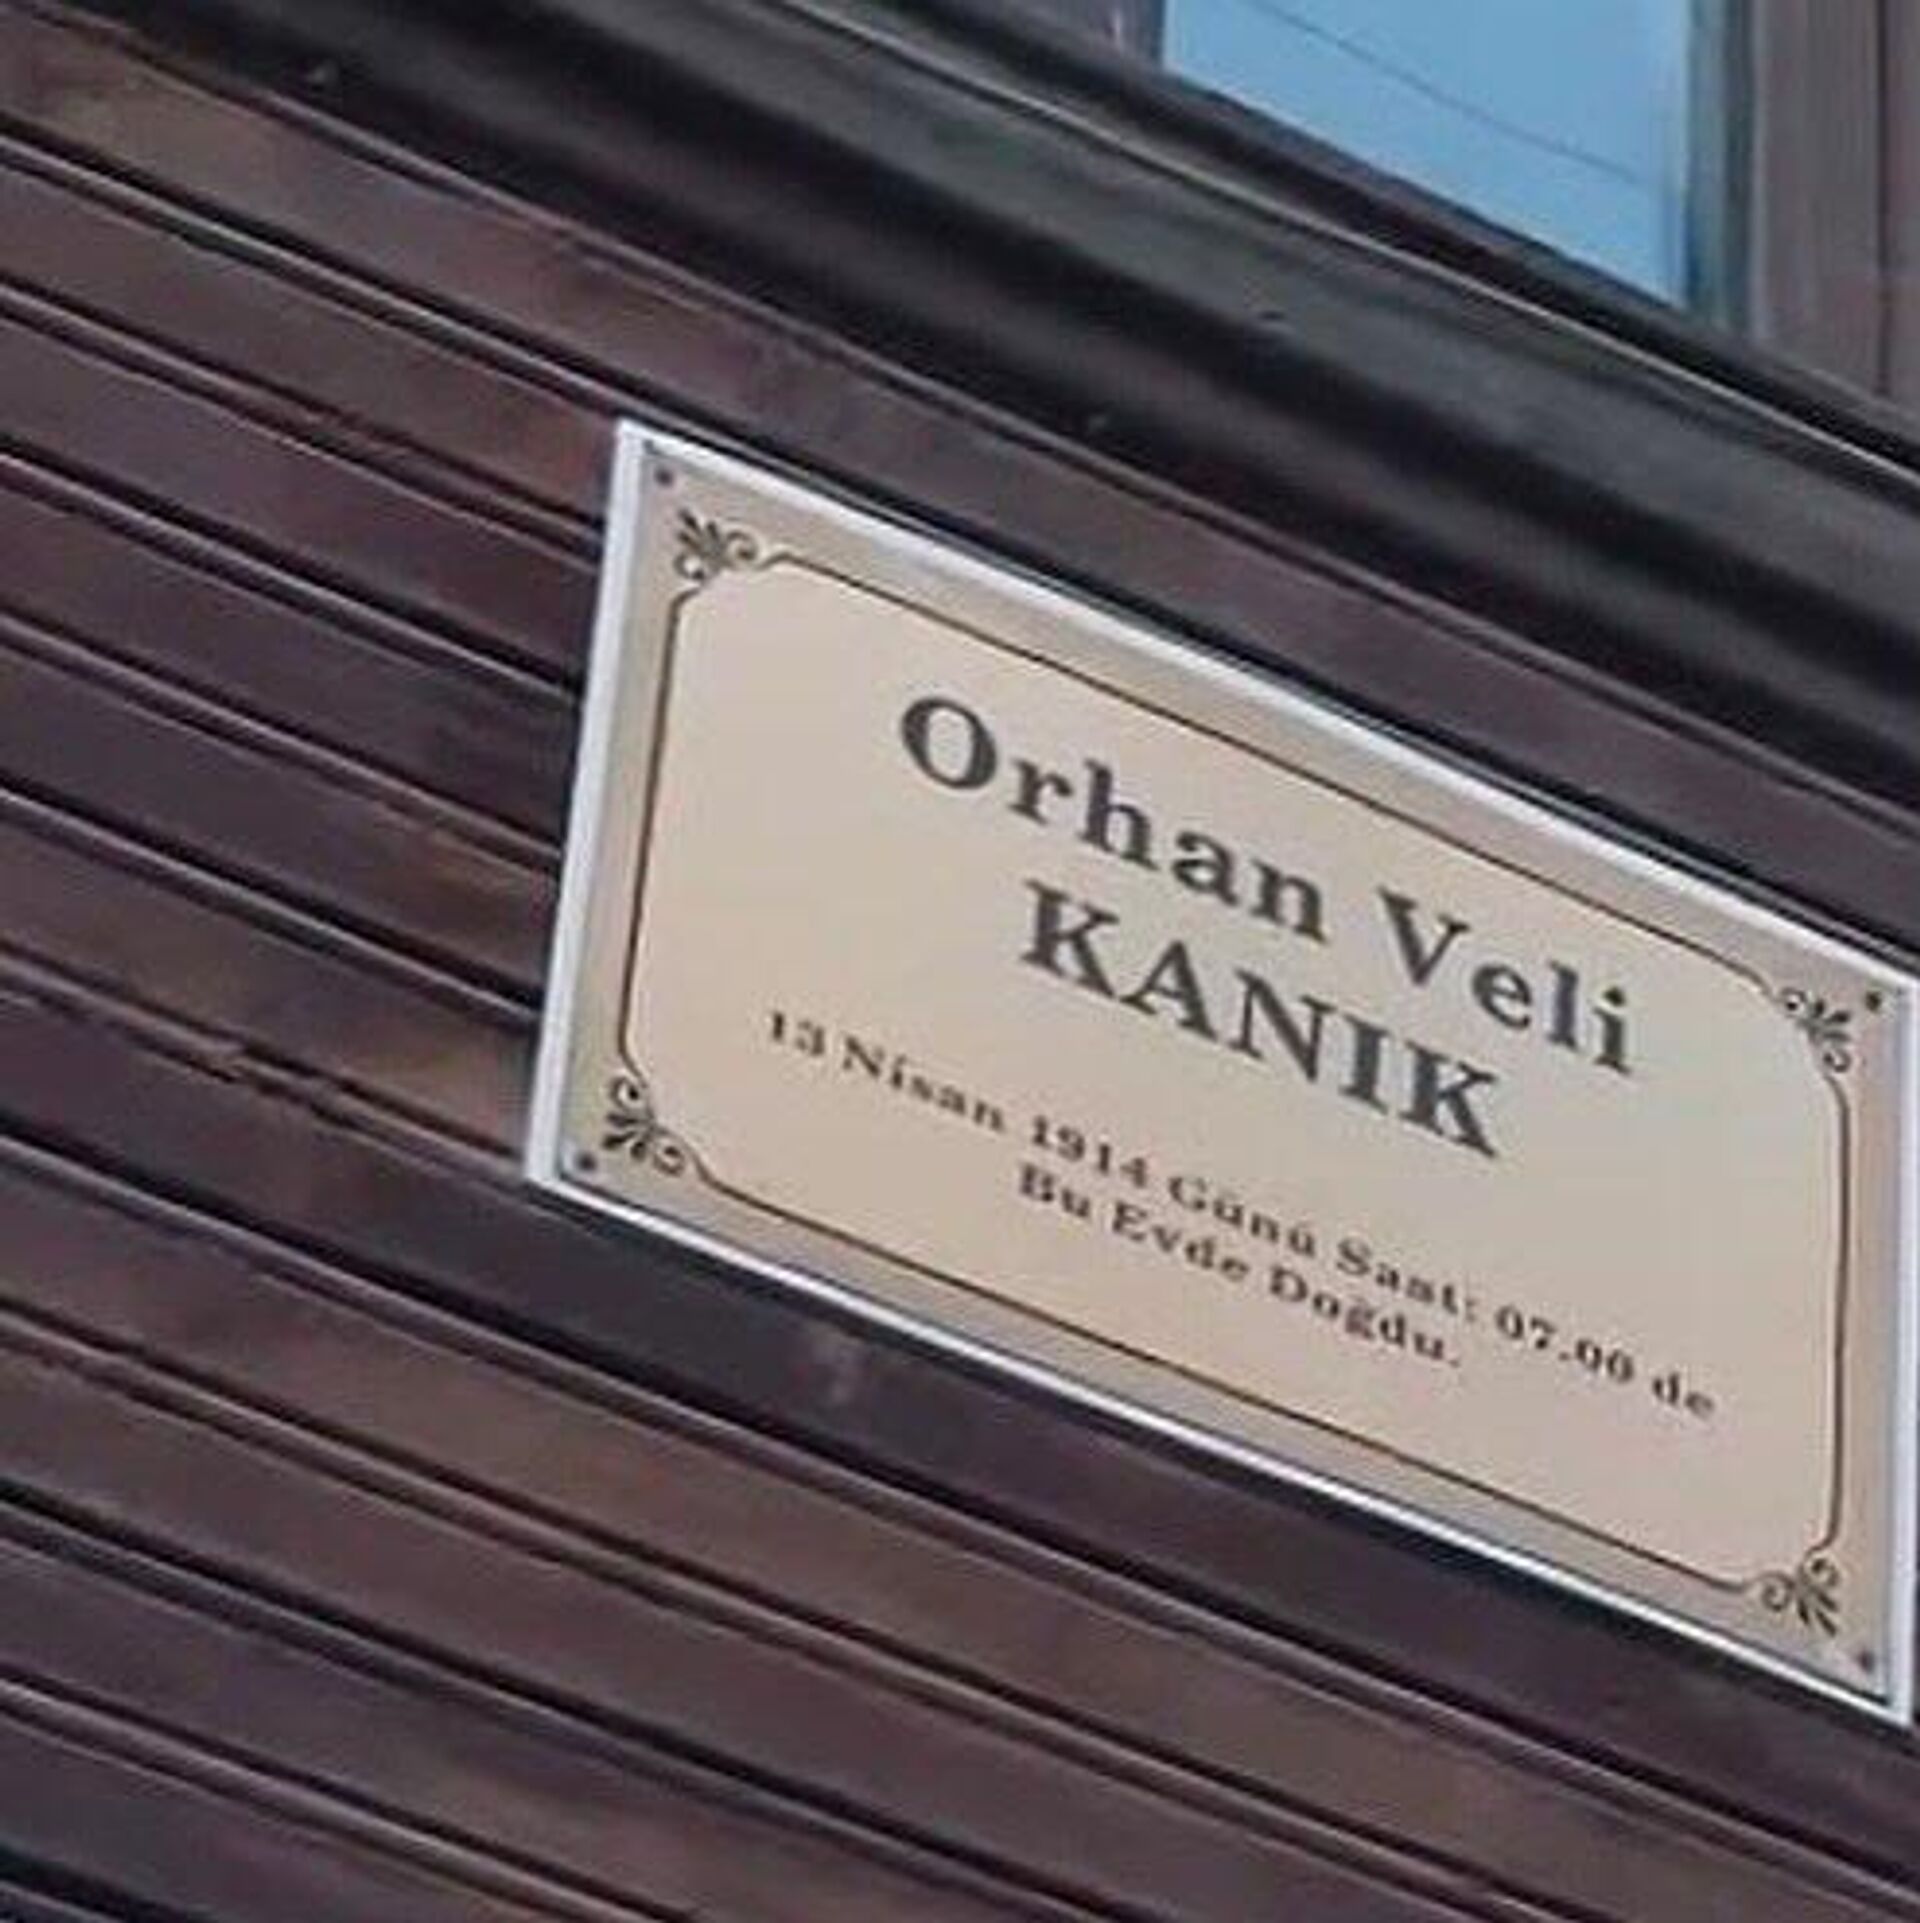 Orhan Veli
KANIK
13 Nisan 1914 Günü Saat: 07.00 de
Bu Evde Doğdu.